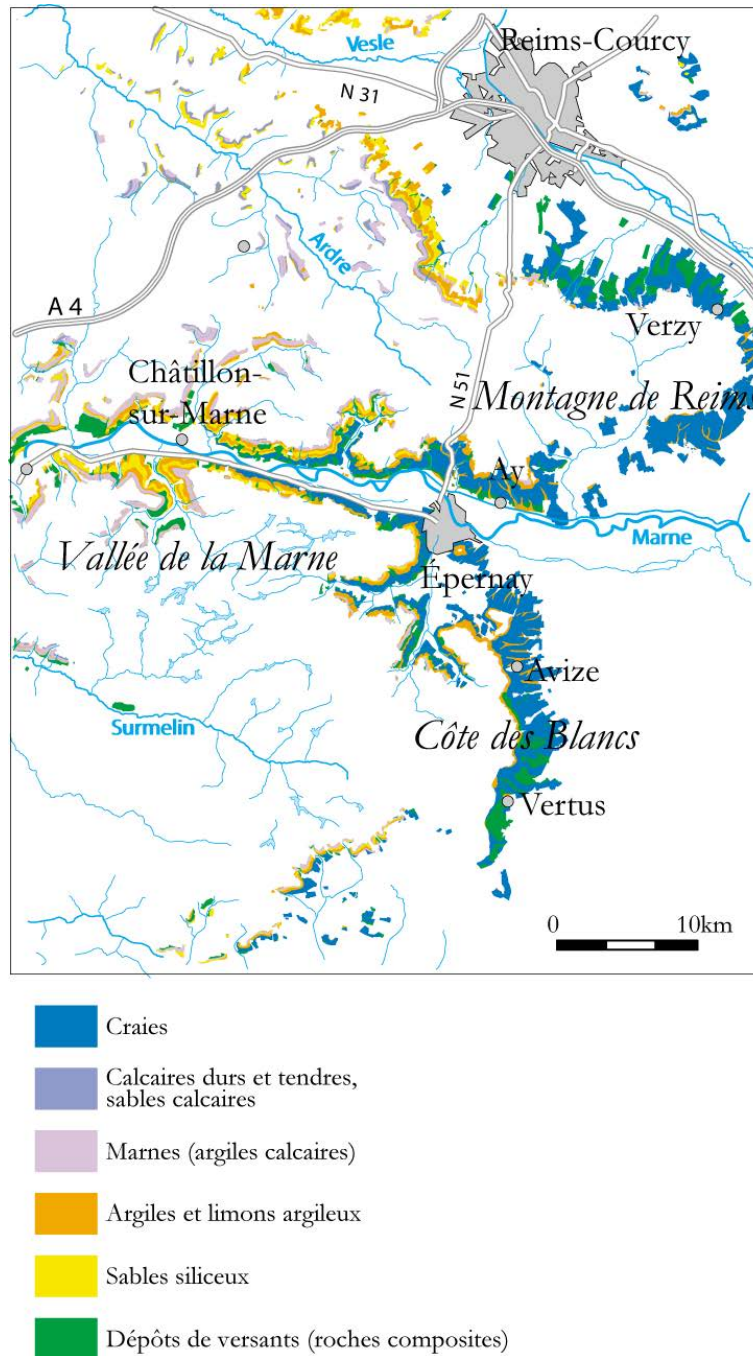 Vesle
Reims-Courcy
N 31
Ardre
A 4
Verzy
Châtillon-
sur-Marne
N 51
Montagne de Reims
Ay
Marne
Vallée de la Marne
Épernay
Avize
Côte des Blancs
Surmelin
Vertus
0 10km
Craies
Calcaires durs et tendres,
sables calcaires
Marnes (argiles calcaires)
Argiles et limons argileux
Sables siliceux
Dépôts de versants (roches composites)